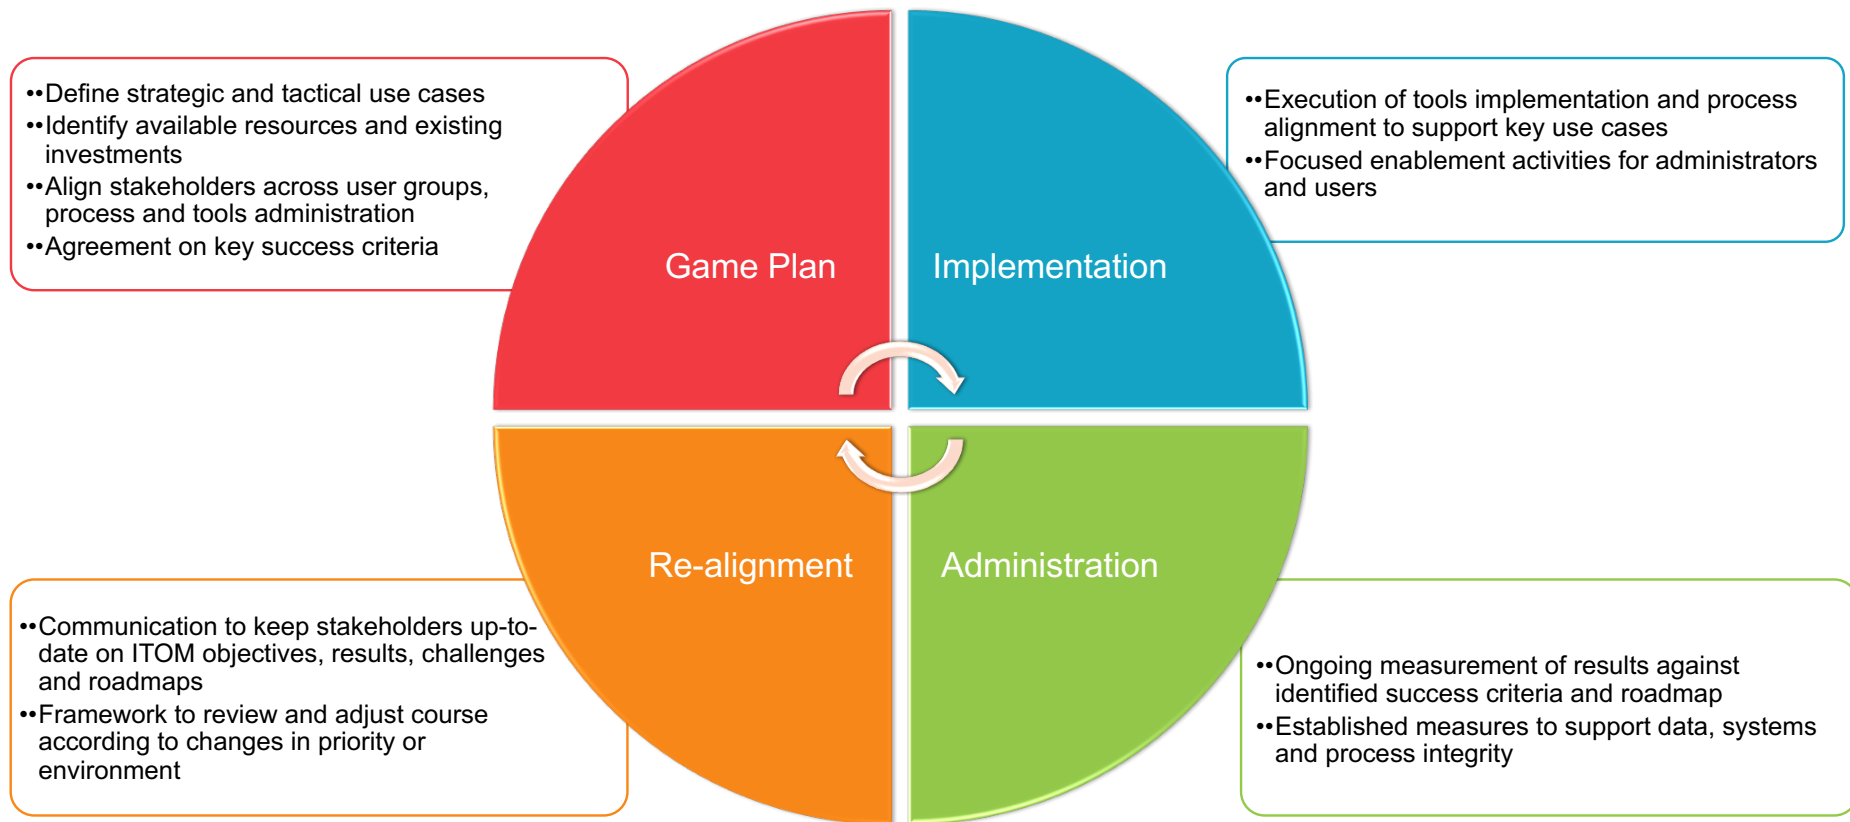 ••Define strategic and tactical use cases
••Identify available resources and existing
investments
••Align stakeholders across user groups,
process and tools administration
••Agreement on key success criteria
••Execution of tools implementation and process
alignment to support key use cases
••Focused enablement activities for administrators
and users
Game Plan
Implementation
Re-alignment
Administration
••Communication to keep stakeholders up-to-
date on ITOM objectives, results, challenges
and roadmaps
••Framework to review and adjust course
according to changes in priority or
environment
••Ongoing measurement of results against
identified success criteria and roadmap
••Established measures to support data, systems
and process integrity